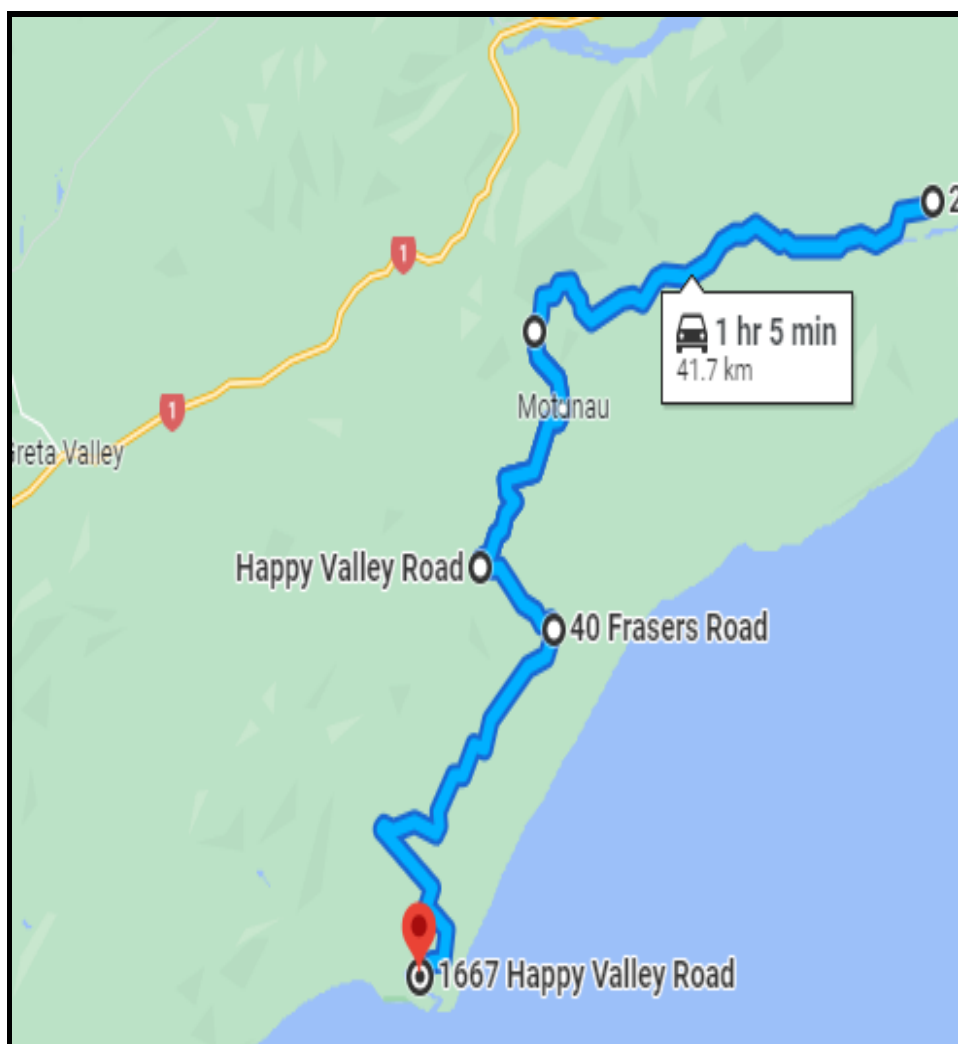 1
2
1 hr 5 min
41.7 km
1
Motunau
Greta Valley
Happy Valley Road
40 Frasers Road
1667 Happy Valley Road